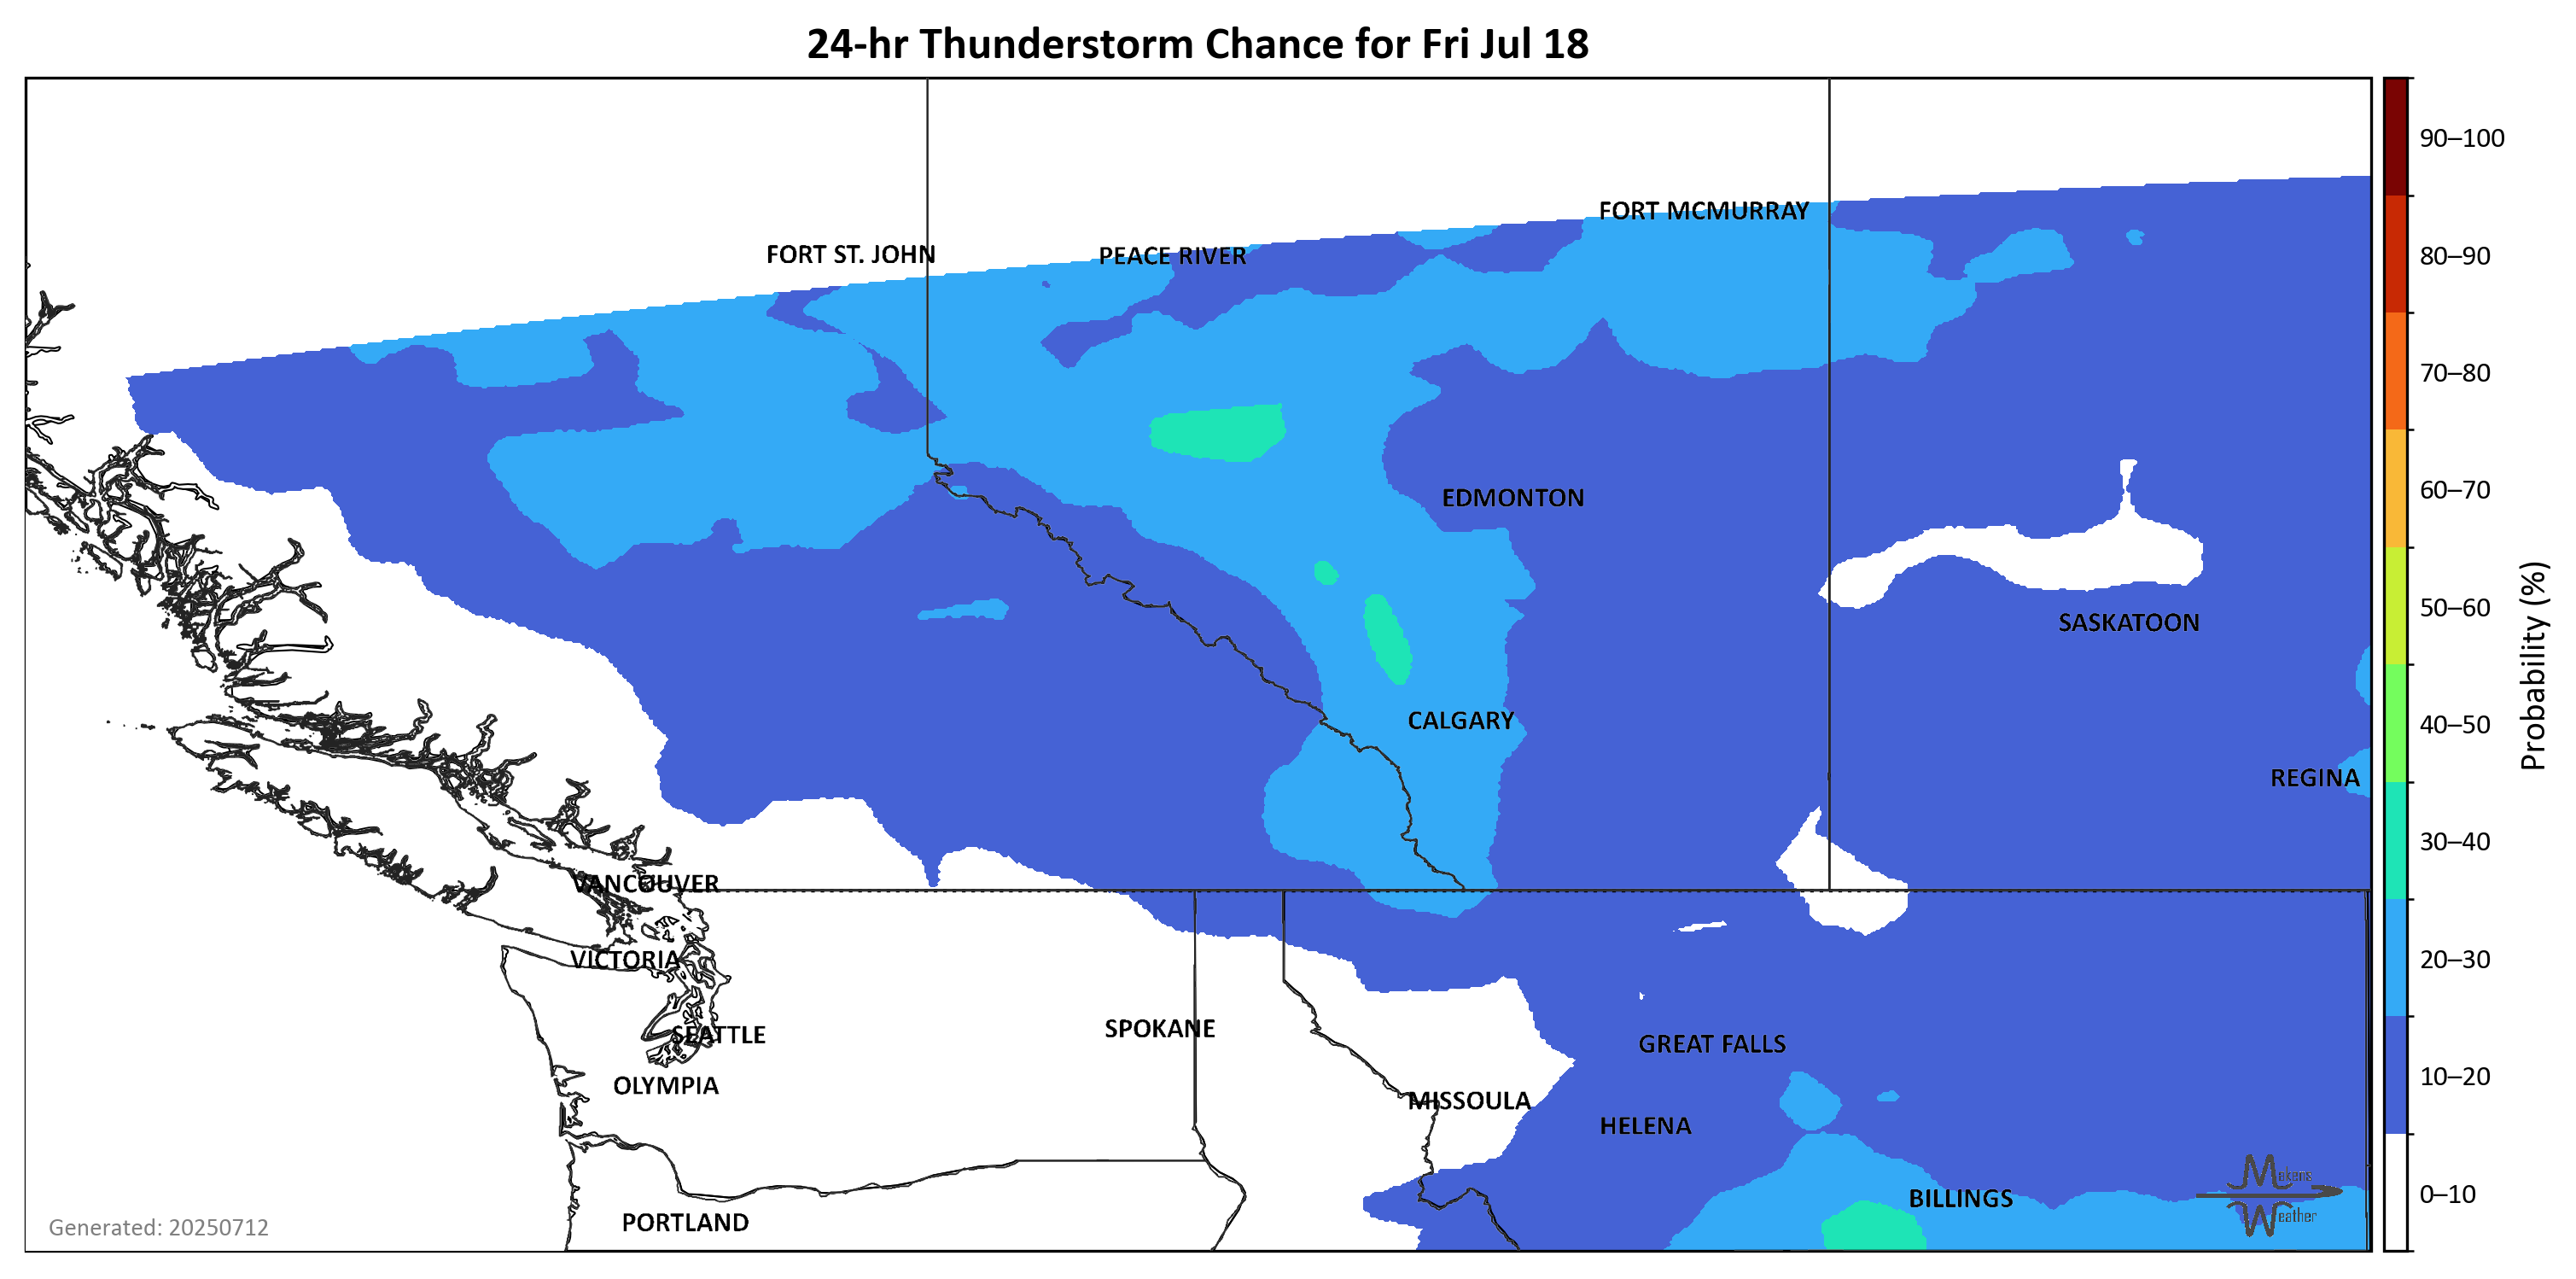 24-hr Thunderstorm Chance for Fri Jul 18
90–100
FORT MCMURRAY
FORT ST. JOHN
PEACE RIVER
80–90
70–80
60–70
EDMONTON
50–60
SASKATOON
Probability (%)
CALGARY
40–50
REGINA
30–40
VANCOUVER
VICTORIA
20–30
SPOKANE
SEATTLE
GREAT FALLS
OLYMPIA
10–20
MISSOULA
HELENA
Mekens
Weather
BILLINGS
0–10
PORTLAND
Generated: 20250712